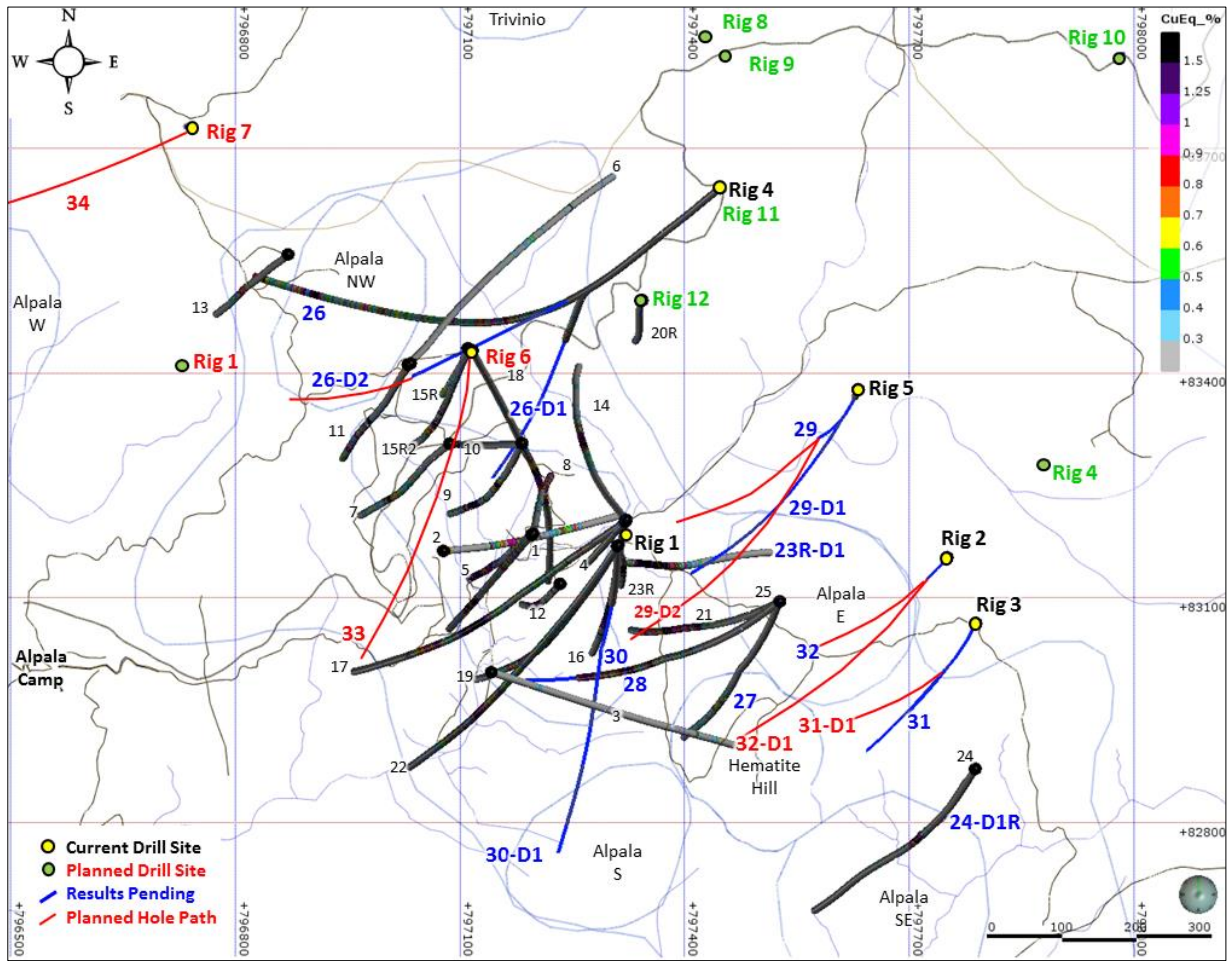 N
W
E
S
+796800
+797100
Trivinio
+797400
Rig 8
Rig 9
+797700
Rig 10
+798000
CuEq_%
1.5
1.25
1
0.9
0.8
0.7
0.6
0.5
0.4
0.3
Rig 7
34
6
Rig 4
Rig 11
Alpala
NW
Alpala
W
13
26
Rig 12
20R
Rig 1
Rig 6
18
26-D2
15R
26-D1
14
+83400
Rig 5
11
15R2
10
29
8
Rig 4
9
7
29-D1
2
1
Rig 1
23R-D1
Rig 2
4
5
23R
12
29-D2
21
25
Alpala
E
+83100
Rig 3
33
32
Alpala
Camp
17
16
30
19
28
27
3
31-D1
31
32-D1
Hematite
Hill
22
24
24-D1R
+82800
30-D1
Alpala
S
Alpala
SE
Current Drill Site
Planned Drill Site
Results Pending
Planned Hole Path
+796500
+796800
+797100
+797400
+797700
+798000
0
100
200
300